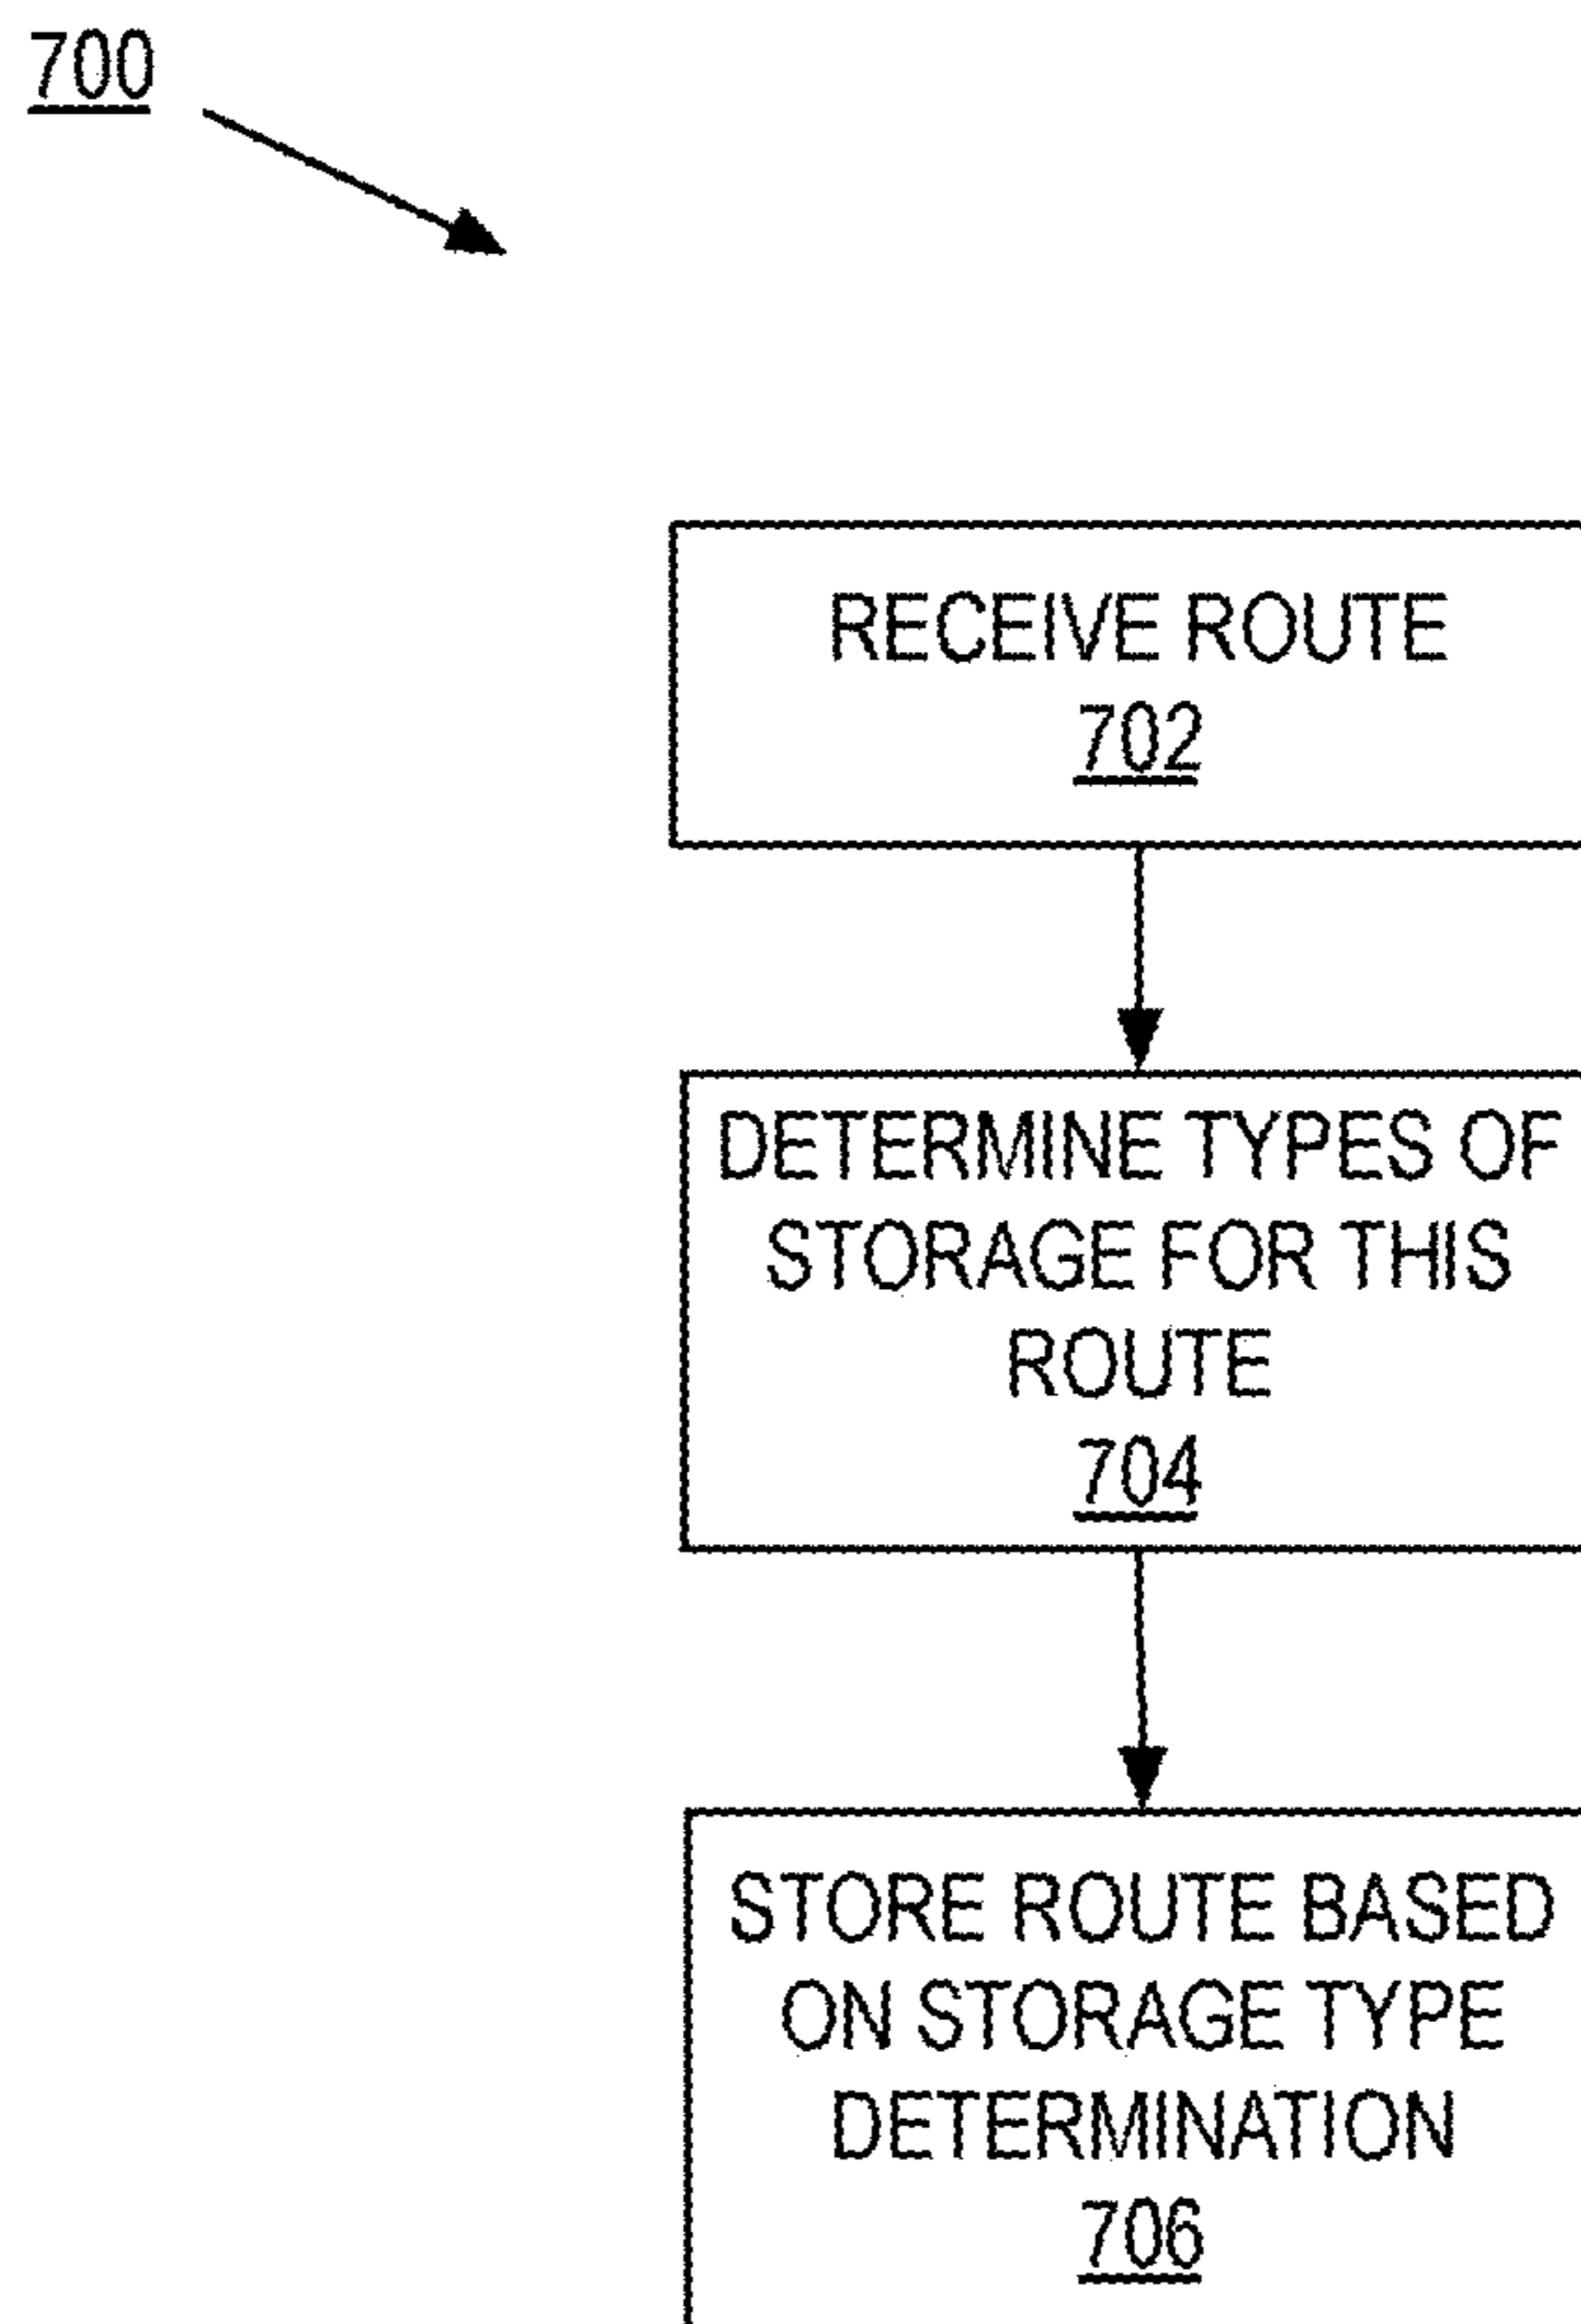 700
RECEIVE ROUTE
702
DETERMINE TYPES OF
STORAGE FOR THIS
ROUTE
704
STORE ROUTE BASED
ON STORAGE TYPE
DETERMINATION
706